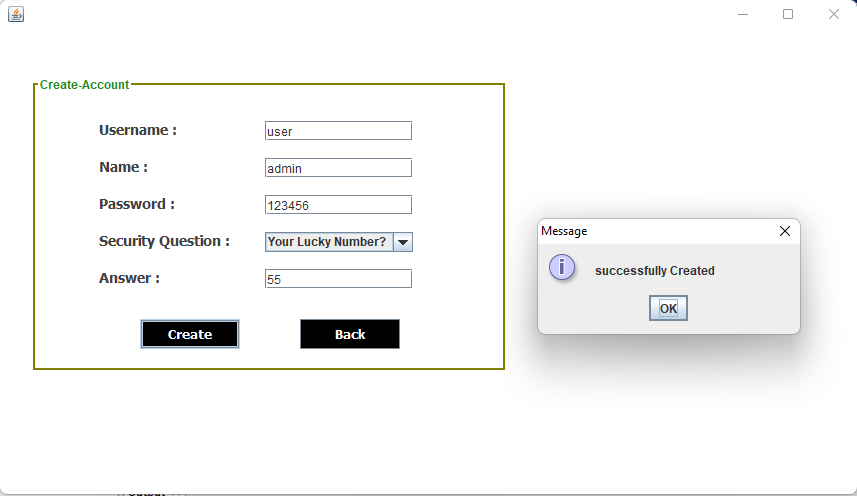 Create-Account
Username :
user
Name :
admin
Password :
123456
Security Question :
Your Lucky Number?
Answer :
55
Create
Back
Message
successfully Created
OK